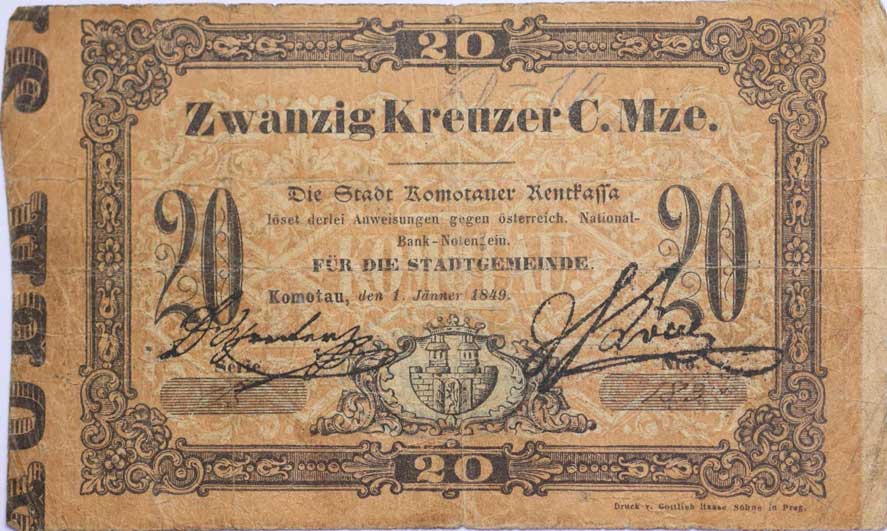 20
Zwanzig Kreuzer C. Mze.
Die Stadt Komotauer Rentkassa
20 20
löset derlei Anweisungen gegen österreich. National-
Bank-Noten ein.
FÜR DIE STADTGEMEINDE.
Komotau, den 1. Jänner 1849.
Serie Nro.
20
Druck v. Gottlieb Haase Söhne in Prag.